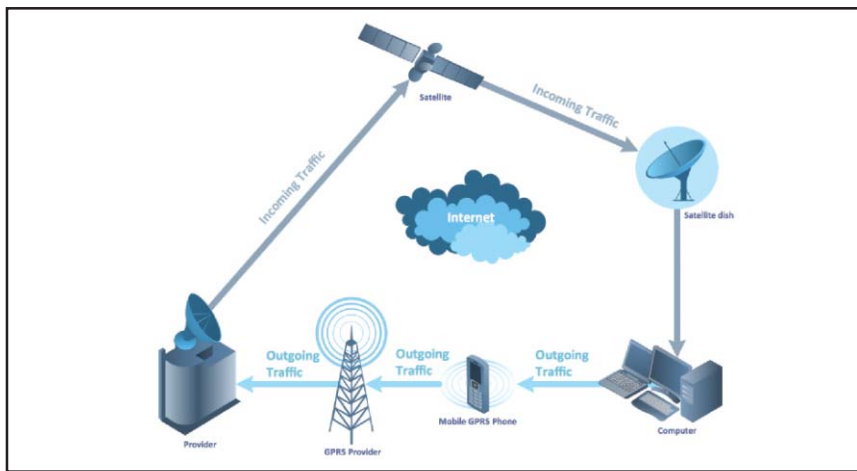 Satellite
Incoming Traffic
Incoming Traffic
Satellite dish
Internet
Outgoing
Traffic
Outgoing
Traffic
Outgoing
Traffic
Provider
GPRS Provider
Mobile GPRS Phone
Computer